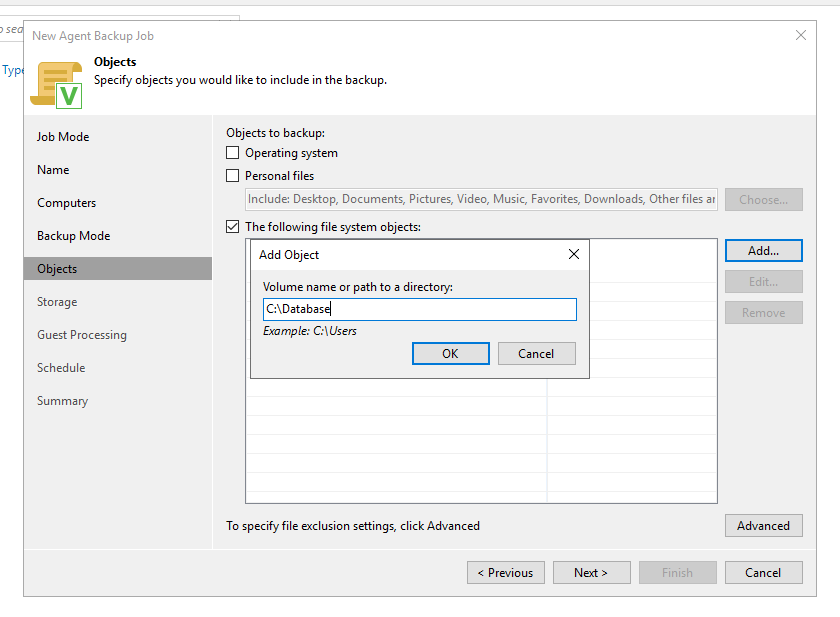 New Agent Backup Job
Objects
Specify objects you would like to include in the backup.
Type
V
Job Mode
Name
Computers
Backup Mode
Objects
Storage
Guest Processing
Schedule
Summary
Objects to backup:
Operating system
Personal files
Include: Desktop, Documents, Pictures, Video, Music, Favorites, Downloads, Other files
Choose...
The following file system objects:
Add...
Edit...
Remove
Add Object
Volume name or path to a directory:
C:\Database
Example: C:\Users
OK Cancel
To specify file exclusion settings, click Advanced
Advanced
< Previous Next > Finish Cancel